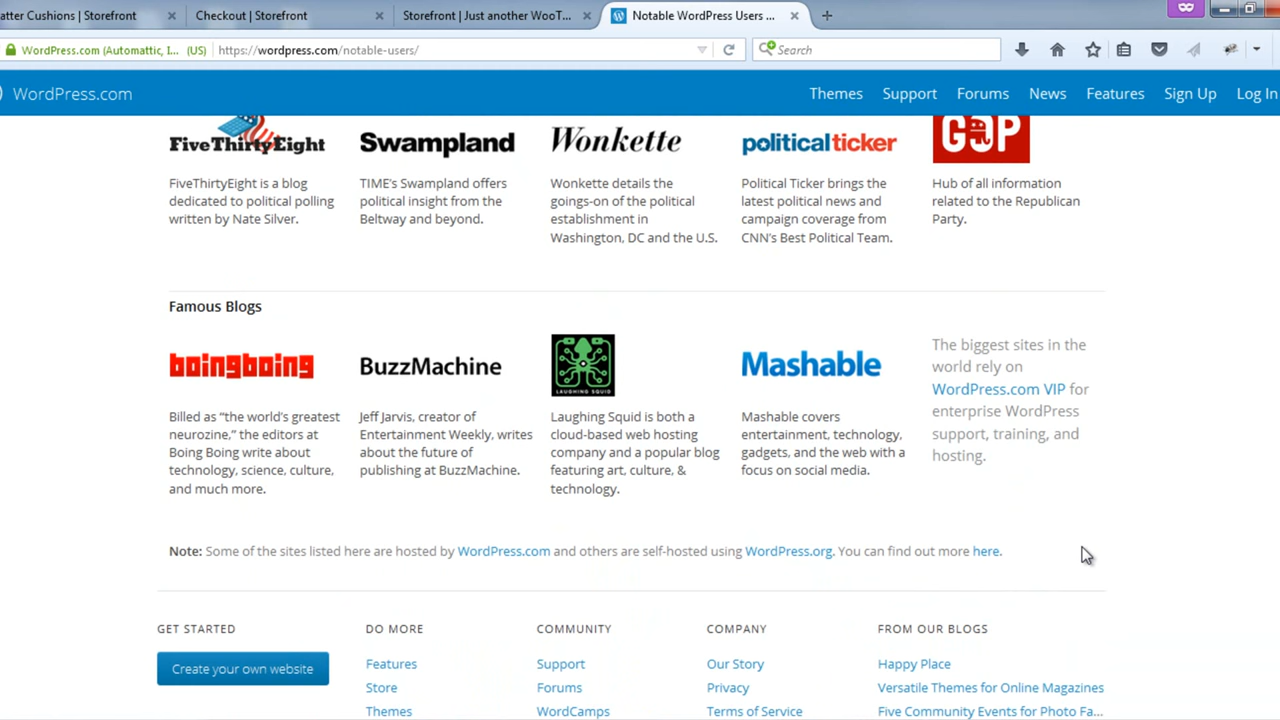 atter Cushions | Storefront
Checkout | Storefront
Storefront | Just another WooT...
Notable WordPress Users ...
WordPress.com (Automattic, I... (US)
https://wordpress.com/notable-users/
Search
WordPress.com
Themes
Support
Forums
News
Features
Sign Up
Log In
FiveThirtyEight
Swampland
Wonkette
politicalticker
GOP
FiveThirtyEight is a blog
dedicated to political polling
written by Nate Silver.
TIME's Swampland offers
political insight from the
Beltway and beyond.
Wonkette details the
goings-on of the political
establishment in
Washington, DC and the U.S.
Political Ticker brings the
latest political news and
campaign coverage from
CNN's Best Political Team.
Hub of all information
related to the Republican
Party.
Famous Blogs
boingboing
BuzzMachine
LAUGHING SQUID
Mashable
Billed as “the world's greatest
neurozine,” the editors at
Boing Boing write about
technology, science, culture,
and much more.
Jeff Jarvis, creator of
Entertainment Weekly, writes
about the future of
publishing at BuzzMachine.
Laughing Squid is both a
cloud-based web hosting
company and a popular blog
featuring art, culture, &
technology.
Mashable covers
entertainment, technology,
gadgets, and the web with a
focus on social media.
The biggest sites in the
world rely on
WordPress.com VIP for
enterprise WordPress
support, training, and
hosting.
Note: Some of the sites listed here are hosted by WordPress.com and others are self-hosted using WordPress.org. You can find out more here.
GET STARTED
Create your own website
DO MORE
Features
Store
Themes
COMMUNITY
Support
Forums
WordCamps
COMPANY
Our Story
Privacy
Terms of Service
FROM OUR BLOGS
Happy Place
Versatile Themes for Online Magazines
Five Community Events for Photo Fa...